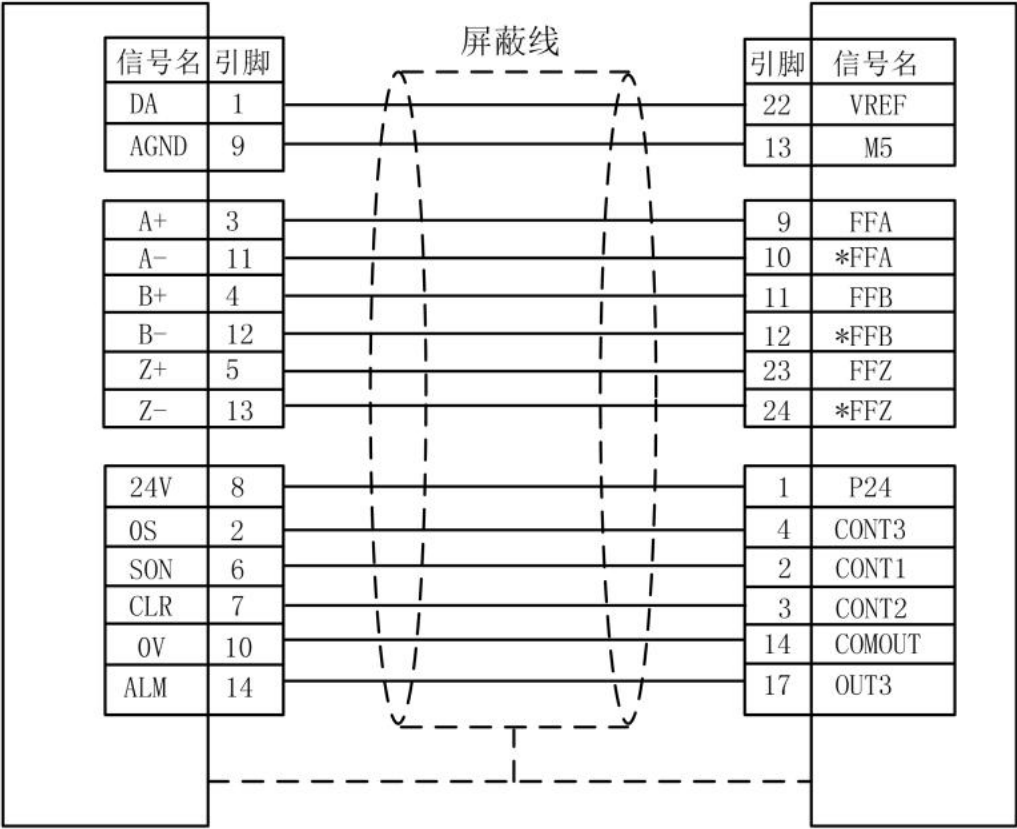 屏蔽线
信号名 引脚 引脚 信号名
DA 1 22 VREF
AGND 9 13 M5
A+ 3 9 FFA
A- 11 10 *FFA
B+ 4 11 FFB
B- 12 12 *FFB
Z+ 5 23 FFZ
Z- 13 24 *FFZ
24V 8 1 P24
OS 2 4 CONT3
SON 6 2 CONT1
CLR 7 3 CONT2
0V 10 14 COMOUT
ALM 14 17 OUT3